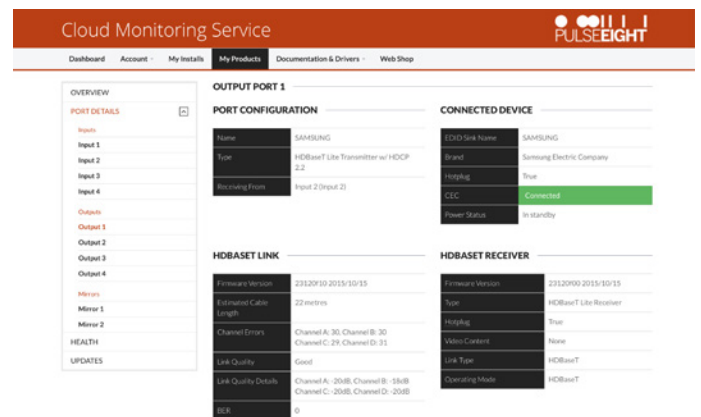 Cloud Monitoring Service
PULSEEIGHT
Dashboard Account My Installs My Products Documentation & Drivers Web Shop
OVERVIEW
PORT DETAILS
Inputs
Input 1
Input 2
Input 3
Input 4
Outputs
Output 1
Output 2
Output 3
Output 4
Mirrors
Mirror 1
Mirror 2
HEALTH
UPDATES
OUTPUT PORT 1
PORT CONFIGURATION
Name SAMSUNG
Type HDBaseT Lite Transmitter w/ HDCP
2.2
Receiving From Input 2 (Input 2)
CONNECTED DEVICE
EDID Sink Name SAMSUNG
Brand Samsung Electric Company
Hotplug True
CEC Connected
Power Status In standby
HDBASET LINK
Firmware Version 23120F10 2015/10/15
Estimated Cable
Length
22 metres
Channel Errors Channel A: 30, Channel B: 30
Channel C: 29, Channel D: 31
Link Quality Good
Link Quality Details Channel A: -20dB, Channel B: -18dB
Channel C: -20dB, Channel D: -20dB
BER 0
HDBASET RECEIVER
Firmware Version 23120F00 2015/10/15
Type HDBaseT Lite Receiver
Hotplug True
Video Content None
Link Type HDBaseT
Operating Mode HDBaseT